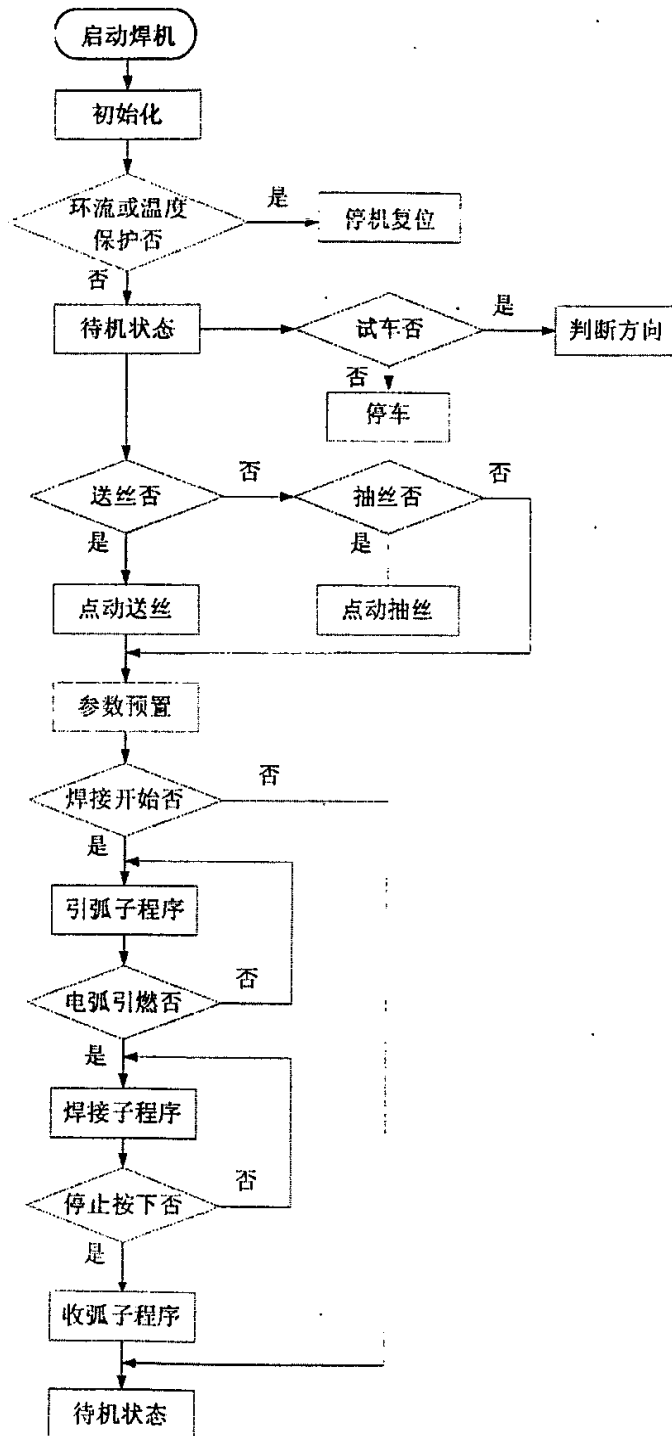 启动焊机
初始化
环流或温度
保护否
是
停机复位
否
待机状态
试车否
是
判断方向
否
停车
送丝否
否
抽丝否
否
是
是
点动送丝
点动抽丝
参数预置
焊接开始否
否
是
引弧子程序
电弧引燃否
否
是
焊接子程序
停止按下否
否
是
收弧子程序
待机状态